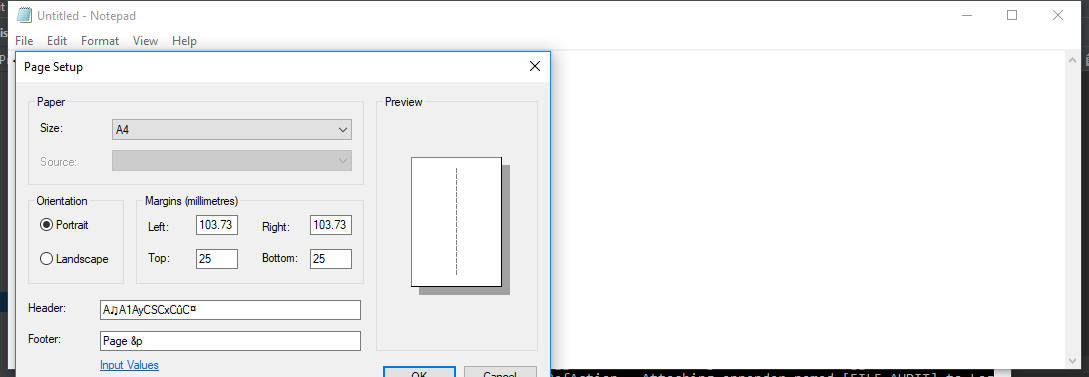 Untitled - Notepad
File Edit Format View Help
Page Setup
Paper
Size: A4
Source:
Orientation
Portrait
Landscape
Margins (millimetres)
Left: 103.73 Right: 103.73
Top: 25 Bottom: 25
Preview
Header: A♫A1AyCSCxCûC¤
Footer: Page &p
Input Values
OK Cancel
Attaching appender named [FILE_AUDIT] to